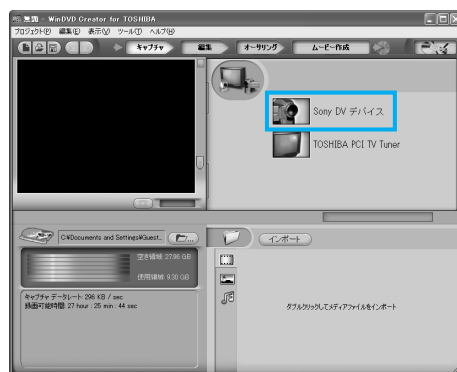 無題 - WinDVD Creator for TOSHIBA
プロジェクト(P) 編集(E) 表示(V) ツール(T) ヘルプ(H)
キャプチャ 編集 オーサリング ムービー作成
Sony DV デバイス
TOSHIBA PCI TV Tuner
C:¥Documents and Settings¥Guest...
インポート
空き領域: 27.96 GB
使用領域: 9.30 GB
キャプチャ データレート: 296 KB / sec
録画可能時間: 27 hour : 25 min : 44 sec
ダブルクリックしてメディアファイルをインポート